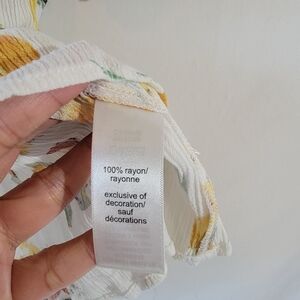 100% rayon/
rayonne
exclusive of
decoration/
sauf
décorations